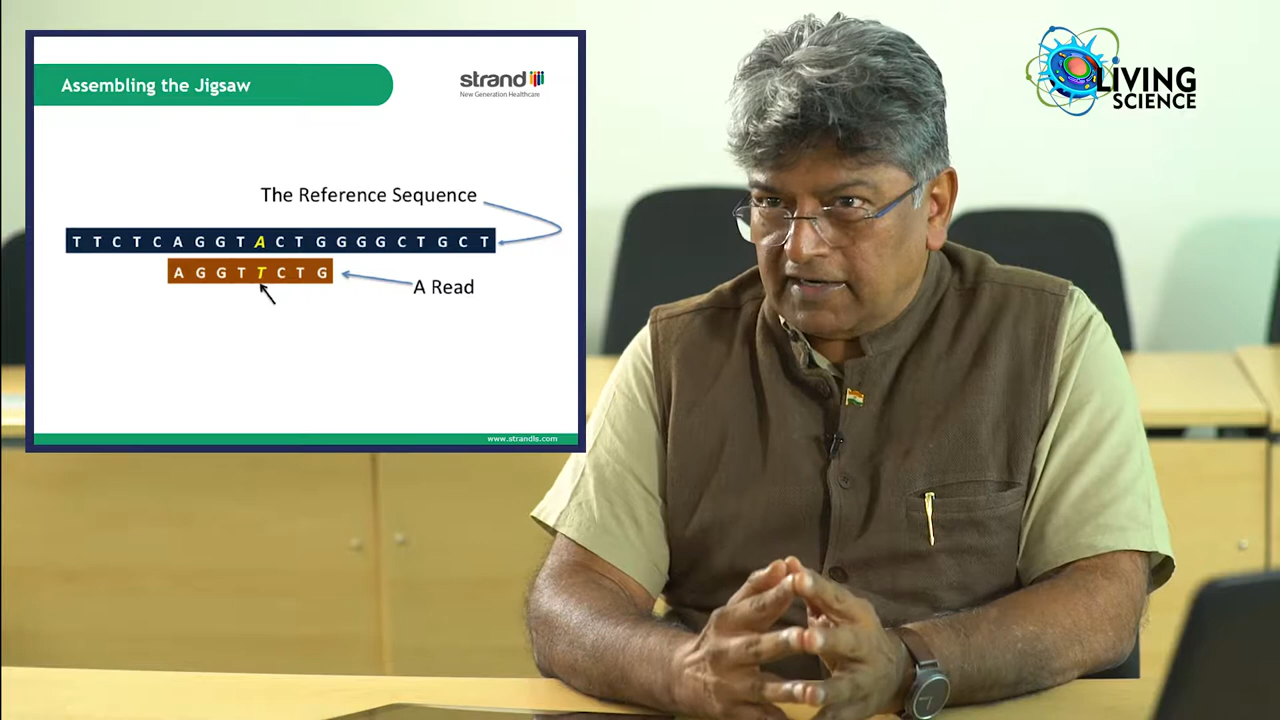 Assembling the Jigsaw
strand
New Generation Healthcare
The Reference Sequence
T T C T C A G G T A C T G G G G C T G C T
A G G T T C T G
A Read
www.strandls.com
LIVING
SCIENCE